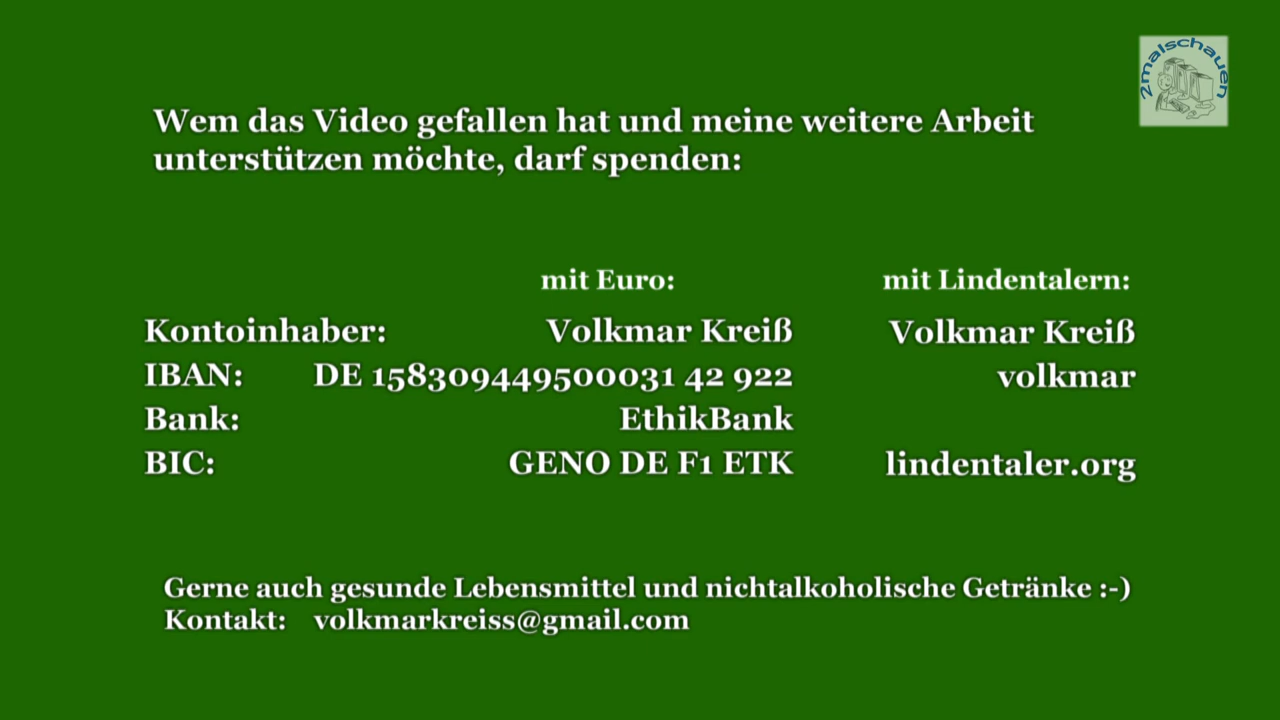 2malschauen
Wem das Video gefallen hat und meine weitere Arbeit
unterstützen möchte, darf spenden:
mit Euro: mit Lindentalern:
Kontoinhaber: Volkmar Kreiß Volkmar Kreiß
IBAN: DE 158309449500031 42 922 volkmar
Bank: EthikBank
BIC: GENO DE F1 ETK lindentaler.org
Gerne auch gesunde Lebensmittel und nichtalkoholische Getränke :-)
Kontakt: volkmarkreiss@gmail.com